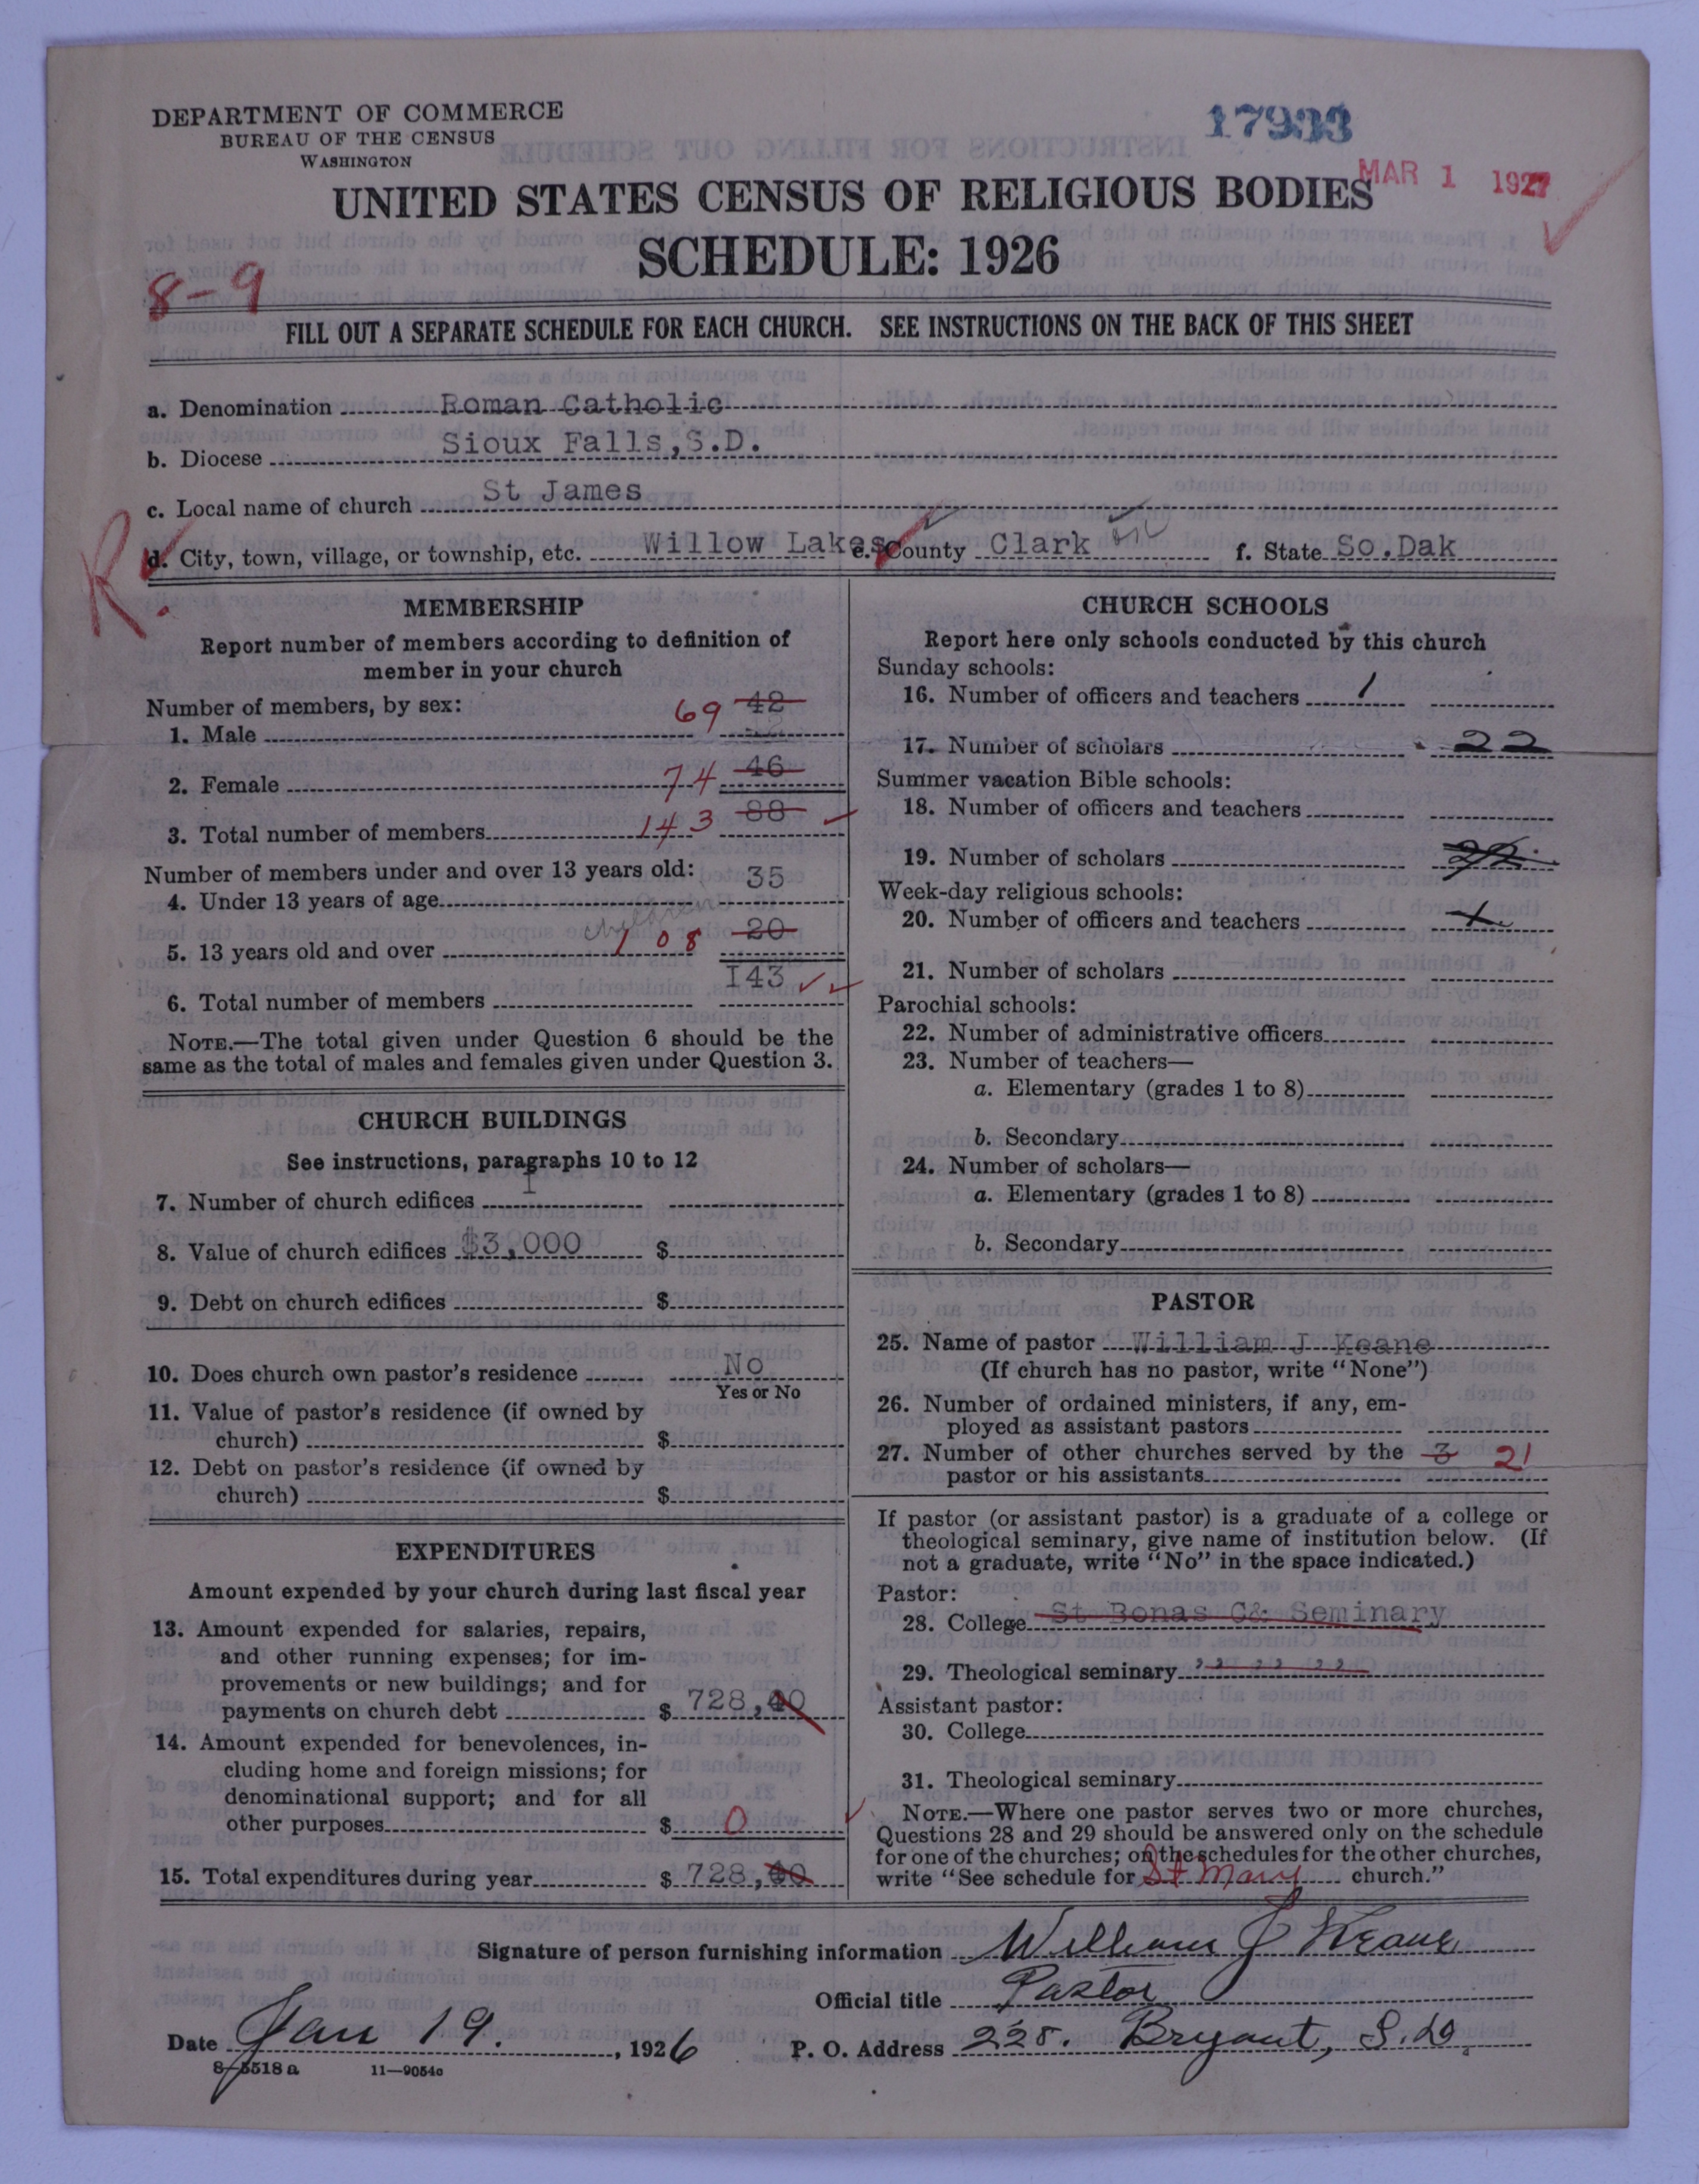 DEPARTMENT OF COMMERCE
BUREAU OF THE CENSUS
WASHINGTON
17933
MAR 1 1927
UNITED STATES CENSUS OF RELIGIOUS BODIES
SCHEDULE: 1926
8-9
FILL OUT A SEPARATE SCHEDULE FOR EACH CHURCH. SEE INSTRUCTIONS ON THE BACK OF THIS SHEET
a. Denomination Roman Catholic
b. Diocese Sioux Falls,S.D.
c. Local name of church St James
R.
d. City, town, village, or township, etc. Willow Lakes e. County Clark f. State So.Dak
MEMBERSHIP
Report number of members according to definition of
member in your church
Number of members, by sex:
1. Male 69 42
2. Female 74 46
3. Total number of members 143 88
Number of members under and over 13 years old:
4. Under 13 years of age 35
children
5. 13 years old and over 108 20
6. Total number of members 143
NOTE.—The total given under Question 6 should be the
same as the total of males and females given under Question 3.
CHURCH BUILDINGS
See instructions, paragraphs 10 to 12
7. Number of church edifices I
8. Value of church edifices $3,000 $
9. Debt on church edifices $
10. Does church own pastor's residence No
Yes or No
11. Value of pastor's residence (if owned by
church) $
12. Debt on pastor's residence (if owned by
church) $
EXPENDITURES
Amount expended by your church during last fiscal year
13. Amount expended for salaries, repairs,
and other running expenses; for im-
provements or new buildings; and for
payments on church debt $ 728,40
14. Amount expended for benevolences, in-
cluding home and foreign missions; for
denominational support; and for all
other purposes $ 0
15. Total expenditures during year $ 728,40
CHURCH SCHOOLS
Report here only schools conducted by this church
Sunday schools:
16. Number of officers and teachers 1
17. Number of scholars 22
Summer vacation Bible schools:
18. Number of officers and teachers
19. Number of scholars 22
Week-day religious schools:
20. Number of officers and teachers 1
21. Number of scholars
Parochial schools:
22. Number of administrative officers
23. Number of teachers—
a. Elementary (grades 1 to 8)
b. Secondary
24. Number of scholars—
a. Elementary (grades 1 to 8)
b. Secondary
PASTOR
25. Name of pastor William J Keane
(If church has no pastor, write "None")
26. Number of ordained ministers, if any, em-
ployed as assistant pastors
27. Number of other churches served by the 3 21
pastor or his assistants
If pastor (or assistant pastor) is a graduate of a college or
theological seminary, give name of institution below. (If
not a graduate, write "No" in the space indicated.)
Pastor:
28. College St Bonas C& Seminary
29. Theological seminary ,, ,, ,, ,,
Assistant pastor:
30. College
31. Theological seminary
NOTE.—Where one pastor serves two or more churches,
Questions 28 and 29 should be answered only on the schedule
for one of the churches; on the schedules for the other churches,
write "See schedule for St Mary church."
Signature of person furnishing information William J Keane
Official title Pastor
Date Jan 19. , 1926 P. O. Address 228. Bryant, S.D.
8-5518 a 11—9054c